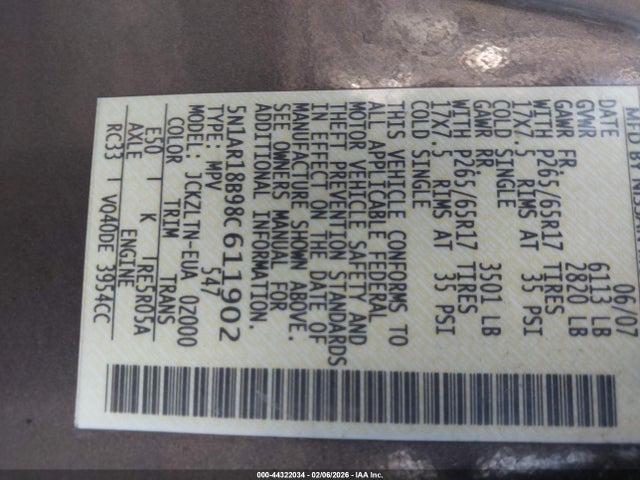 MFD BY NISSAN
DATE 06/07
GVWR 6113 LB
GAWR FR. 2820 LB
WITH P265/65R17 TIRES
17X7.5 RIMS AT 35 PSI
COLD SINGLE
GAWR RR. 3501 LB
WITH P265/65R17 TIRES
17X7.5 RIMS AT 35 PSI
COLD SINGLE
THIS VEHICLE CONFORMS TO
ALL APPLICABLE FEDERAL
MOTOR VEHICLE SAFETY AND
THEFT PREVENTION STANDARDS
IN EFFECT ON THE DATE OF
MANUFACTURE SHOWN ABOVE.
SEE OWNERS MANUAL FOR
ADDITIONAL INFORMATION.
5N1AR18B98C611902
TYPE: MPV 547
MODEL: JCKZLTN-EUA 0Z000
COLOR TRIM TRANS
E50 K RE5R05A
AXLE ENGINE
RC33 VQ40DE 3954CC
000-44322034 - 02/06/2026 - IAA Inc.